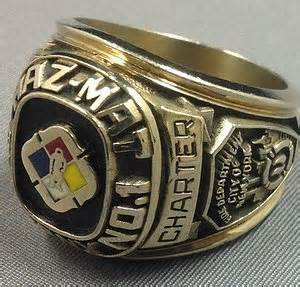 HAZ-MAT
NO.1
CHARTER
FIRE DEPARTMENT
CITY OF
NEW YORK